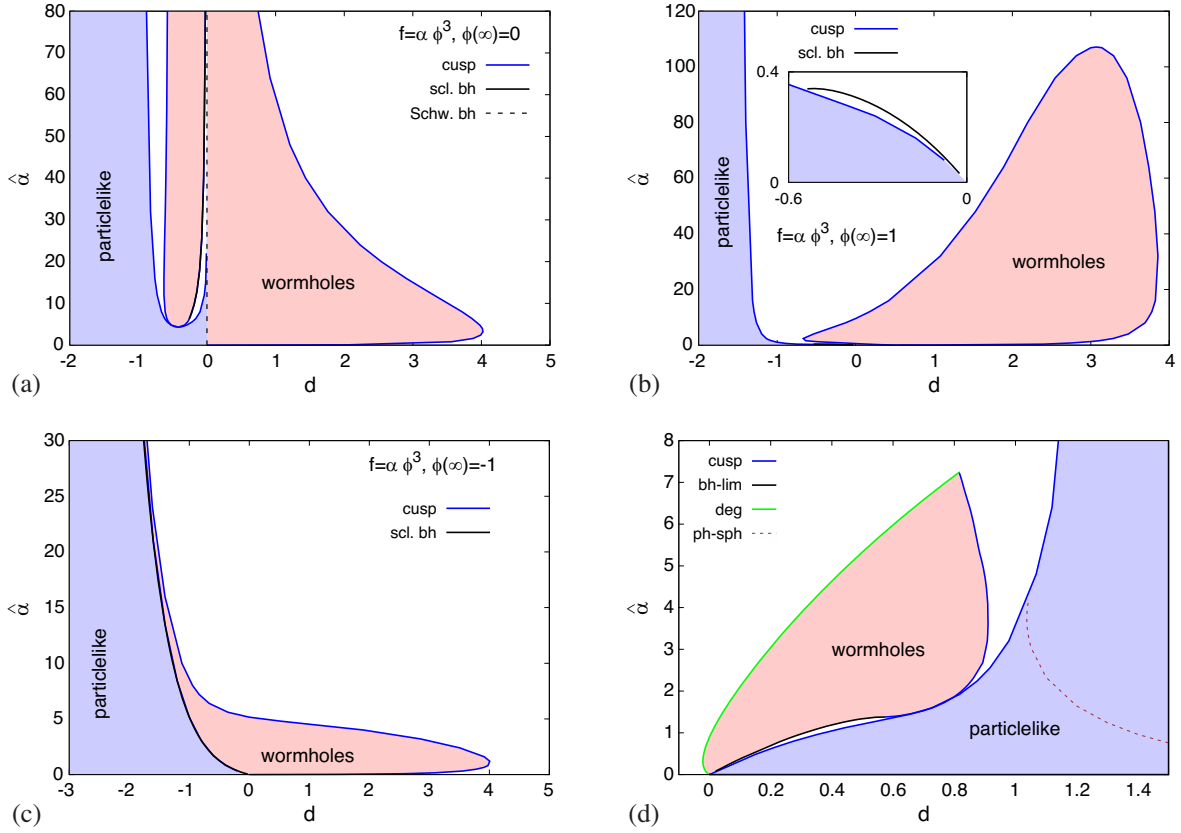 f=α ϕ³, ϕ(∞)=0
cusp
scl. bh
Schw. bh
80
70
60
50
40
30
20
10
0
α̂
particlelike
wormholes
-2 -1 0 1 2 3 4 5
(a) d
cusp
scl. bh
120
100
80
60
40
20
0
α̂
0.4
0
-0.6 0
f=α ϕ³, ϕ(∞)=1
particlelike
wormholes
-2 -1 0 1 2 3 4
(b) d
f=α ϕ³, ϕ(∞)=-1
cusp
scl. bh
30
25
20
15
10
5
0
α̂
particlelike
wormholes
-3 -2 -1 0 1 2 3 4 5
(c) d
cusp
bh-lim
deg
ph-sph
8
7
6
5
4
3
2
1
0
α̂
wormholes
particlelike
0 0.2 0.4 0.6 0.8 1 1.2 1.4
(d) d